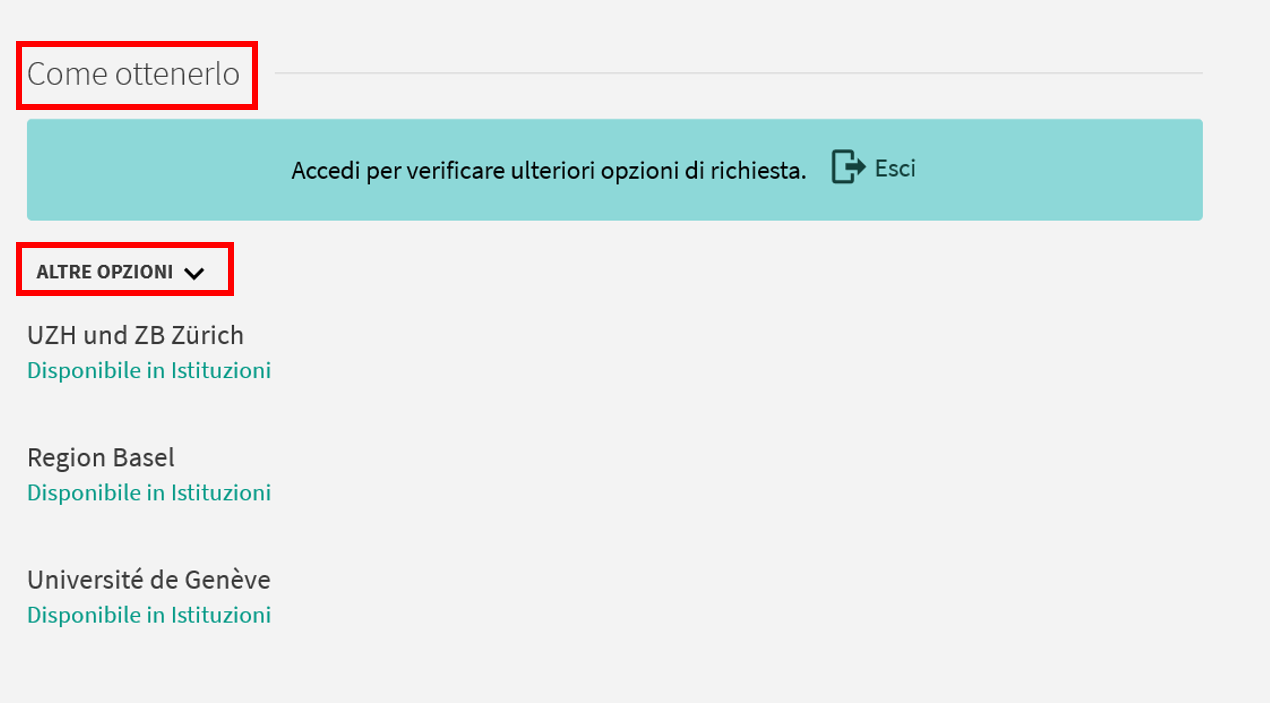 Come ottenerlo
Accedi per verificare ulteriori opzioni di richiesta. Esci
ALTRE OPZIONI
UZH und ZB Zürich
Disponibile in Istituzioni
Region Basel
Disponibile in Istituzioni
Université de Genève
Disponibile in Istituzioni